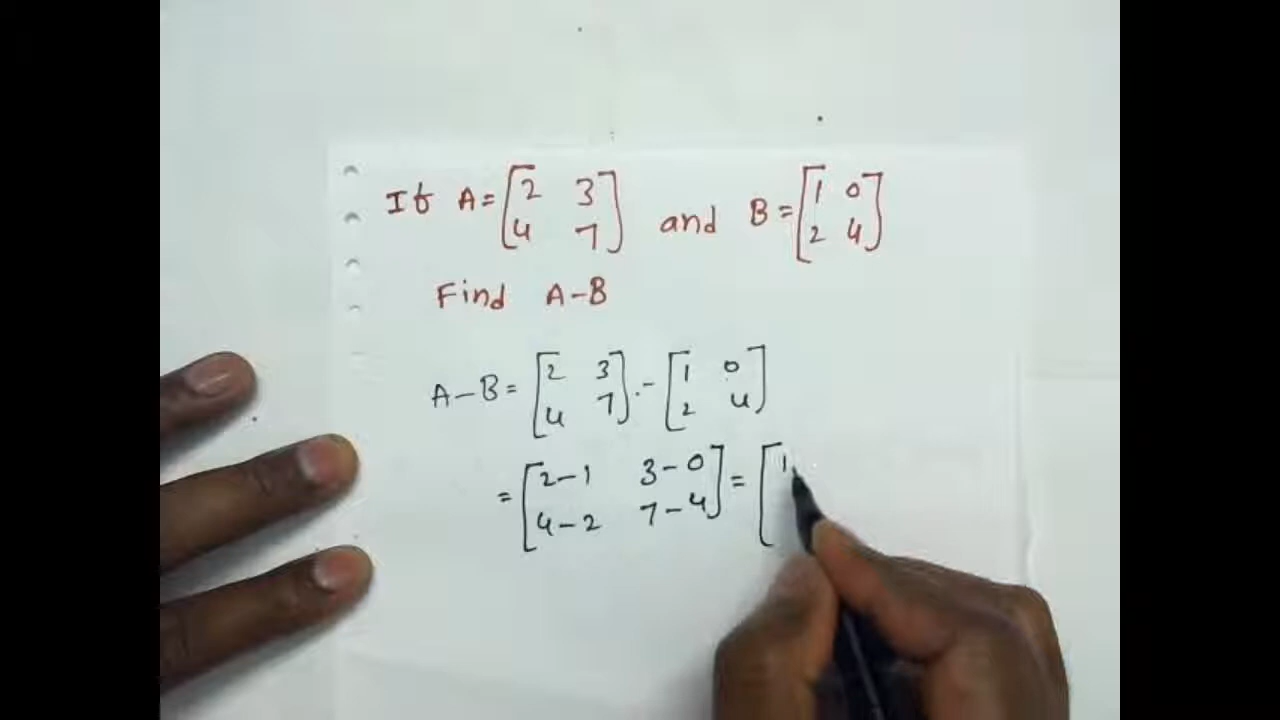 If A = [2 3
4 7] and B = [1 0
2 4]
Find A-B
A-B = [2 3
4 7] - [1 0
2 4]
= [2-1 3-0
4-2 7-4] = [1